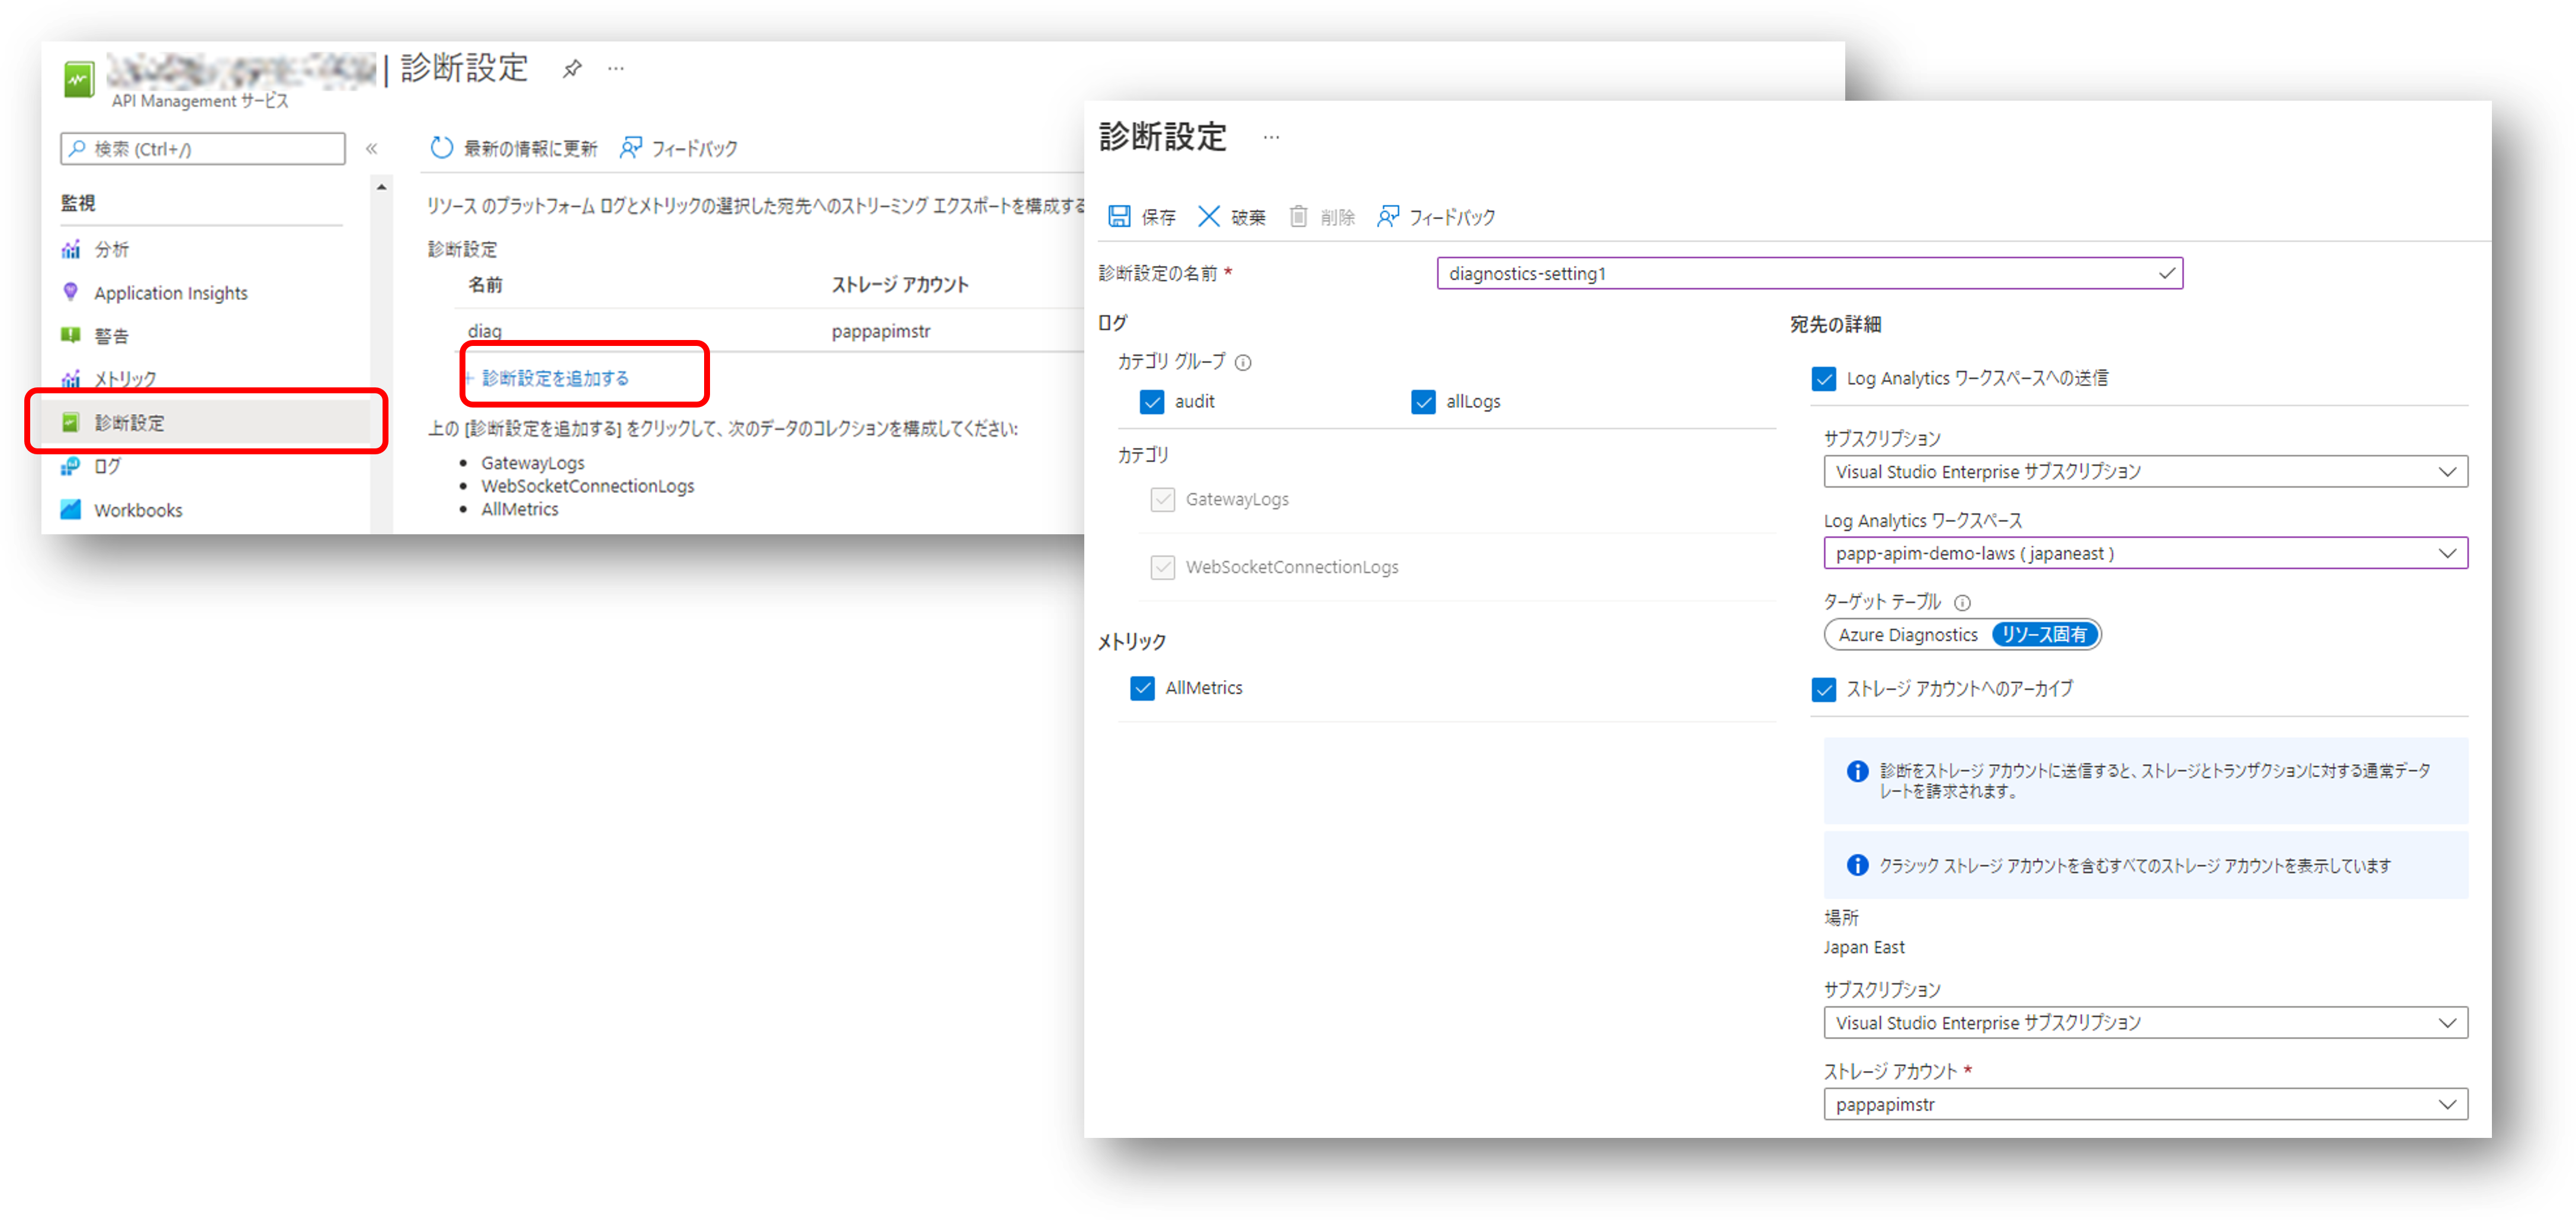 | 診断設定 ...
API Management サービス
検索 (Ctrl+/)
«
最新の情報に更新 フィードバック
監視
分析
Application Insights
警告
メトリック
診断設定
ログ
Workbooks
リソース のプラットフォーム ログとメトリックの選択した宛先へのストリーミング エクスポートを構成する
診断設定
名前 ストレージ アカウント
diag pappapimstr
+ 診断設定を追加する
上の [診断設定を追加する] をクリックして、次のデータのコレクションを構成してください:
• GatewayLogs
• WebSocketConnectionLogs
• AllMetrics
診断設定 ...
保存 破棄 削除 フィードバック
診断設定の名前 * diagnostics-setting1
ログ
カテゴリ グループ
audit allLogs
カテゴリ
GatewayLogs
WebSocketConnectionLogs
メトリック
AllMetrics
宛先の詳細
Log Analytics ワークスペースへの送信
サブスクリプション
Visual Studio Enterprise サブスクリプション
Log Analytics ワークスペース
papp-apim-demo-laws ( japaneast )
ターゲット テーブル
Azure Diagnostics リソース固有
ストレージ アカウントへのアーカイブ
診断をストレージ アカウントに送信すると、ストレージとトランザクションに対する通常データ
レートを請求されます。
クラシック ストレージ アカウントを含むすべてのストレージ アカウントを表示しています
場所
Japan East
サブスクリプション
Visual Studio Enterprise サブスクリプション
ストレージ アカウント *
pappapimstr